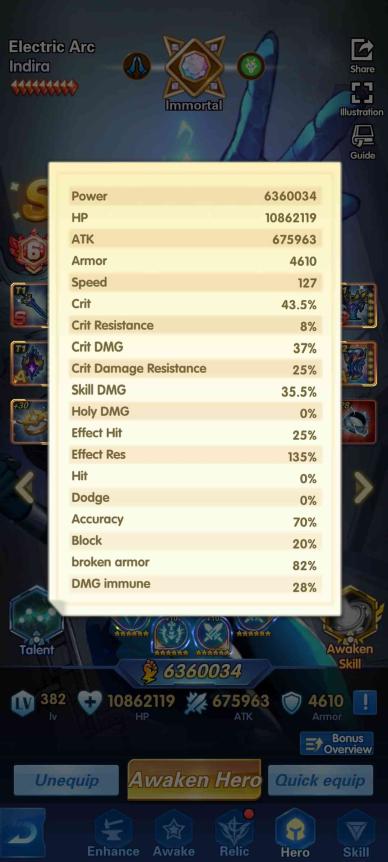 Electric Arc
Indira
Immortal
Share
Illustration
Guide
S
6
Power 6360034
HP 10862119
ATK 675963
Armor 4610
Speed 127
Crit 43.5%
Crit Resistance 8%
Crit DMG 37%
Crit Damage Resistance 25%
Skill DMG 35.5%
Holy DMG 0%
Effect Hit 25%
Effect Res 135%
Hit 0%
Dodge 0%
Accuracy 70%
Block 20%
broken armor 82%
DMG immune 28%
T1
S
T1
A
+30
Talent
Awaken
Skill
6360034
LV 382 10862119 675963 4610 !
lv HP ATK Armor
Bonus
Overview
Unequip Awaken Hero Quick equip
Enhance Awake Relic Hero Skill